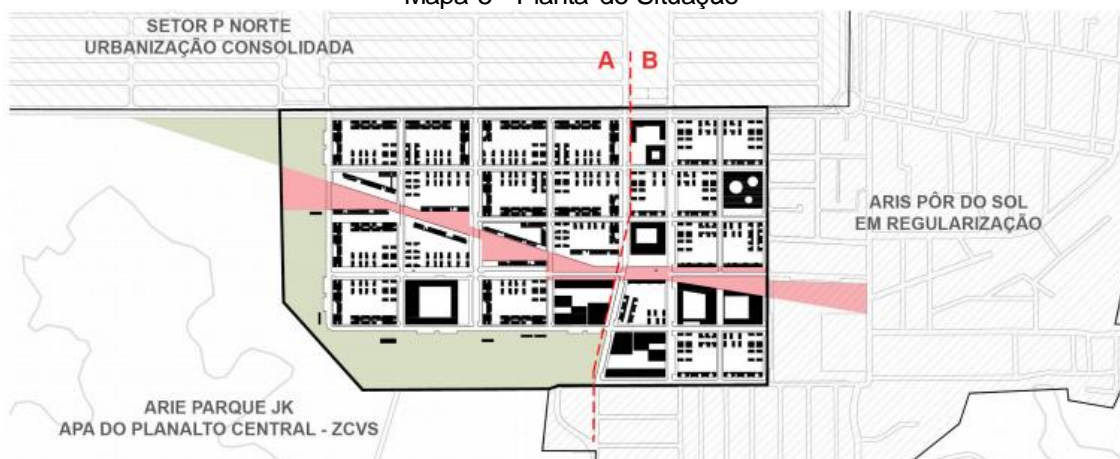 SETOR P NORTE
URBANIZAÇÃO CONSOLIDADA
A B
ARIS PÔR DO SOL
EM REGULARIZAÇÃO
ARIE PARQUE JK
APA DO PLANALTO CENTRAL - ZCVS